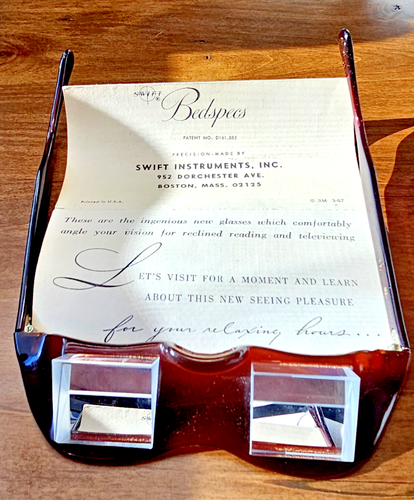 SWIFT ®
Bedspecs
PATENT NO. D161,582
PRECISION-MADE BY
SWIFT INSTRUMENTS, INC.
952 DORCHESTER AVE.
BOSTON, MASS. 02125
Printed in U.S.A.
These are the ingenious new glasses which comfortably
angle your vision for reclined reading and televiewing
LET'S VISIT FOR A MOMENT AND LEARN
ABOUT THIS NEW SEEING PLEASURE
for your relaxing hours...